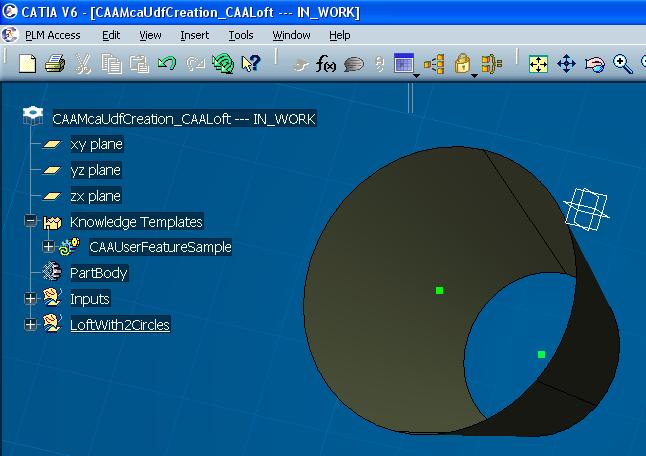 CATIA V6 - [CAAMcaUdfCreation_CAALoft --- IN_WORK]
PLM Access Edit View Insert Tools Window Help
f(x) ?
CAAMcaUdfCreation_CAALoft --- IN_WORK
xy plane
yz plane
zx plane
Knowledge Templates
CAAUserFeatureSample
PartBody
Inputs
LoftWith2Circles